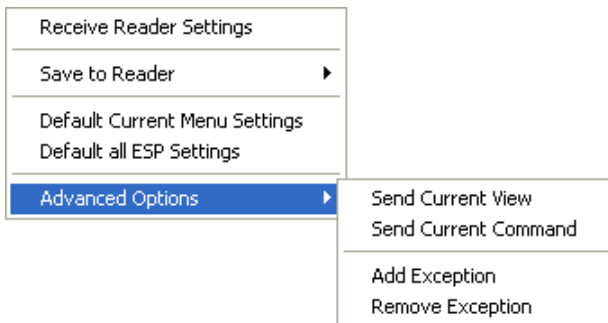 Receive Reader Settings
Save to Reader
Default Current Menu Settings
Default all ESP Settings
Advanced Options
Send Current View
Send Current Command
Add Exception
Remove Exception